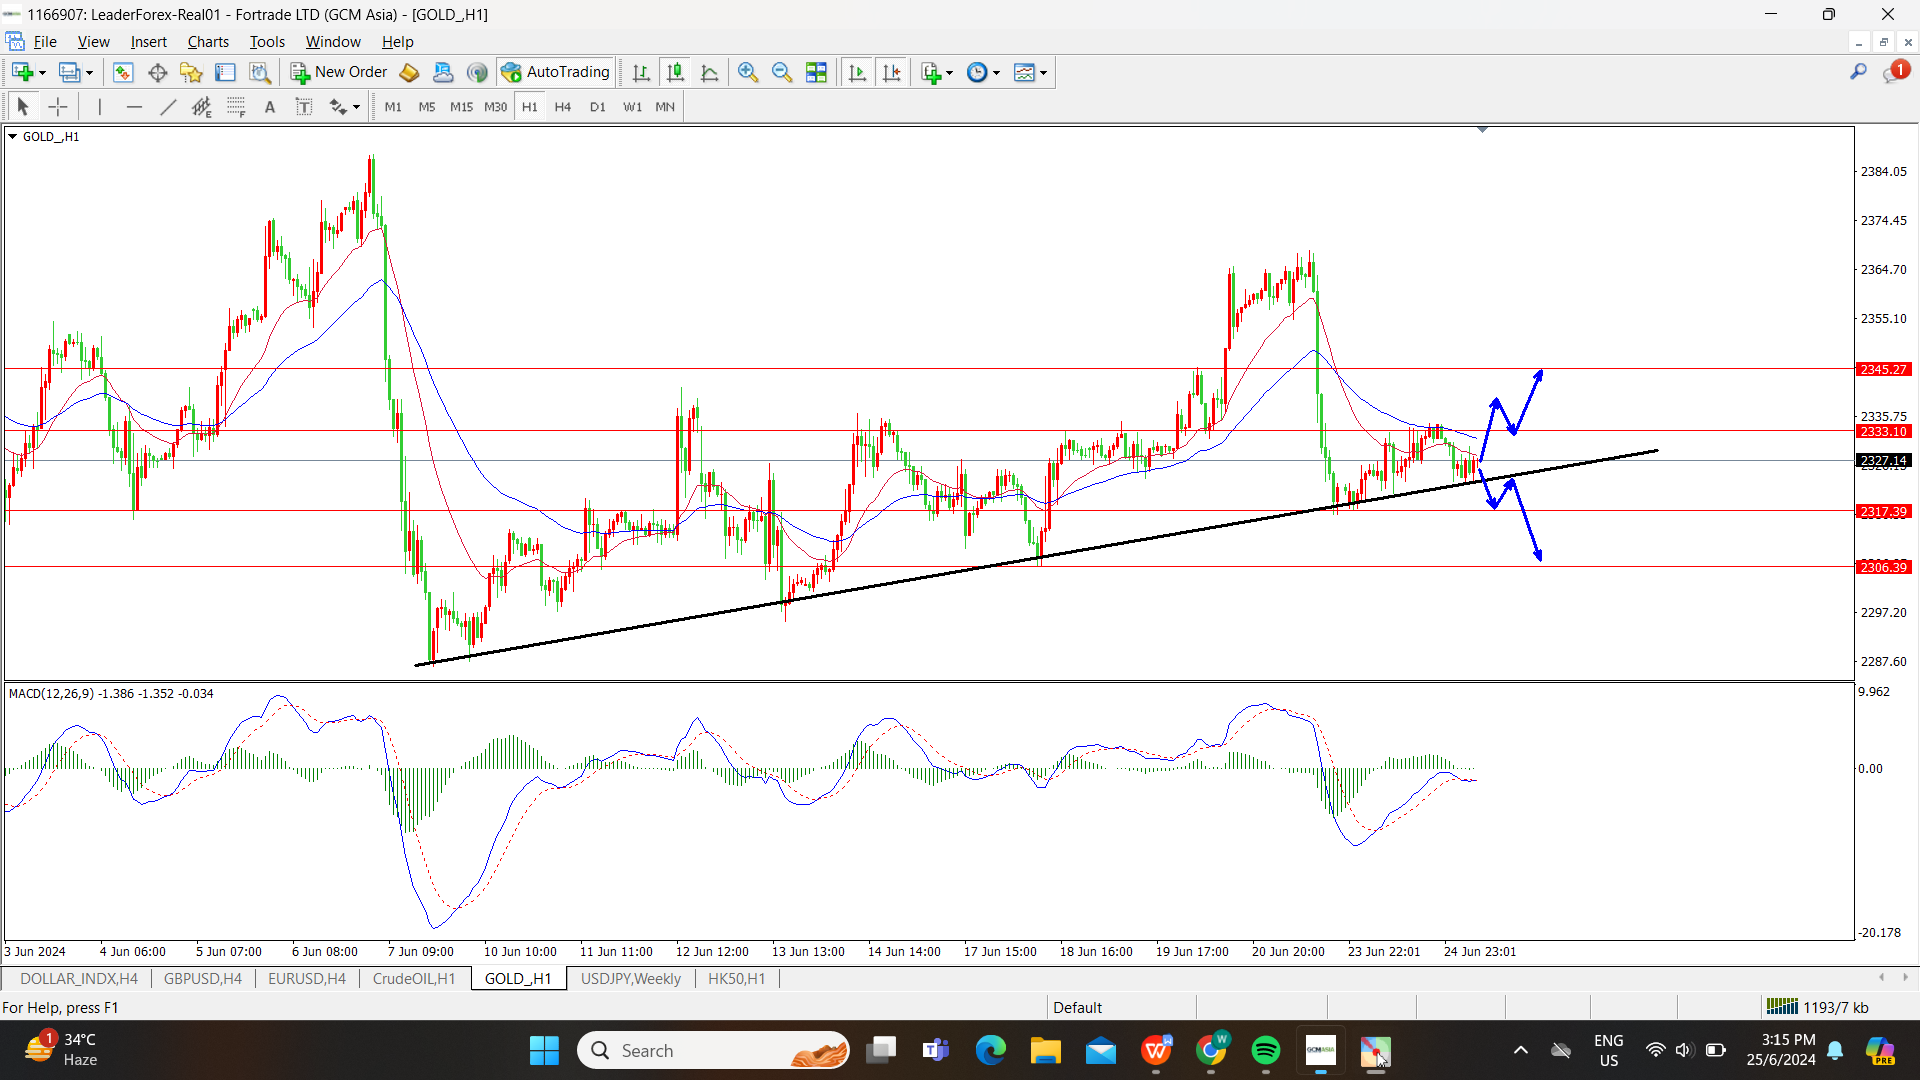 1166907: LeaderForex-Real01 - Fortrade LTD (GCM Asia) - [GOLD_,H1]
File View Insert Charts Tools Window Help
New Order AutoTrading
1
A T M1 M5 M15 M30 H1 H4 D1 W1 MN
GOLD_,H1
2384.05
2374.45
2364.70
2355.10
2345.27
2335.75
2333.10
2327.14
2317.39
2306.39
2297.20
2287.60
MACD(12,26,9) -1.386 -1.352 -0.034
9.962
0.00
-20.178
3 Jun 2024 4 Jun 06:00 5 Jun 07:00 6 Jun 08:00 7 Jun 09:00 10 Jun 10:00 11 Jun 11:00 12 Jun 12:00 13 Jun 13:00 14 Jun 14:00 17 Jun 15:00 18 Jun 16:00 19 Jun 17:00 20 Jun 20:00 23 Jun 22:01 24 Jun 23:01
DOLLAR_INDX,H4 GBPUSD,H4 EURUSD,H4 CrudeOIL,H1 GOLD_,H1 USDJPY,Weekly HK50,H1
For Help, press F1 Default 1193/7 kb
1 34°C
Haze
Search
ENG
US
3:15 PM
25/6/2024
PRE